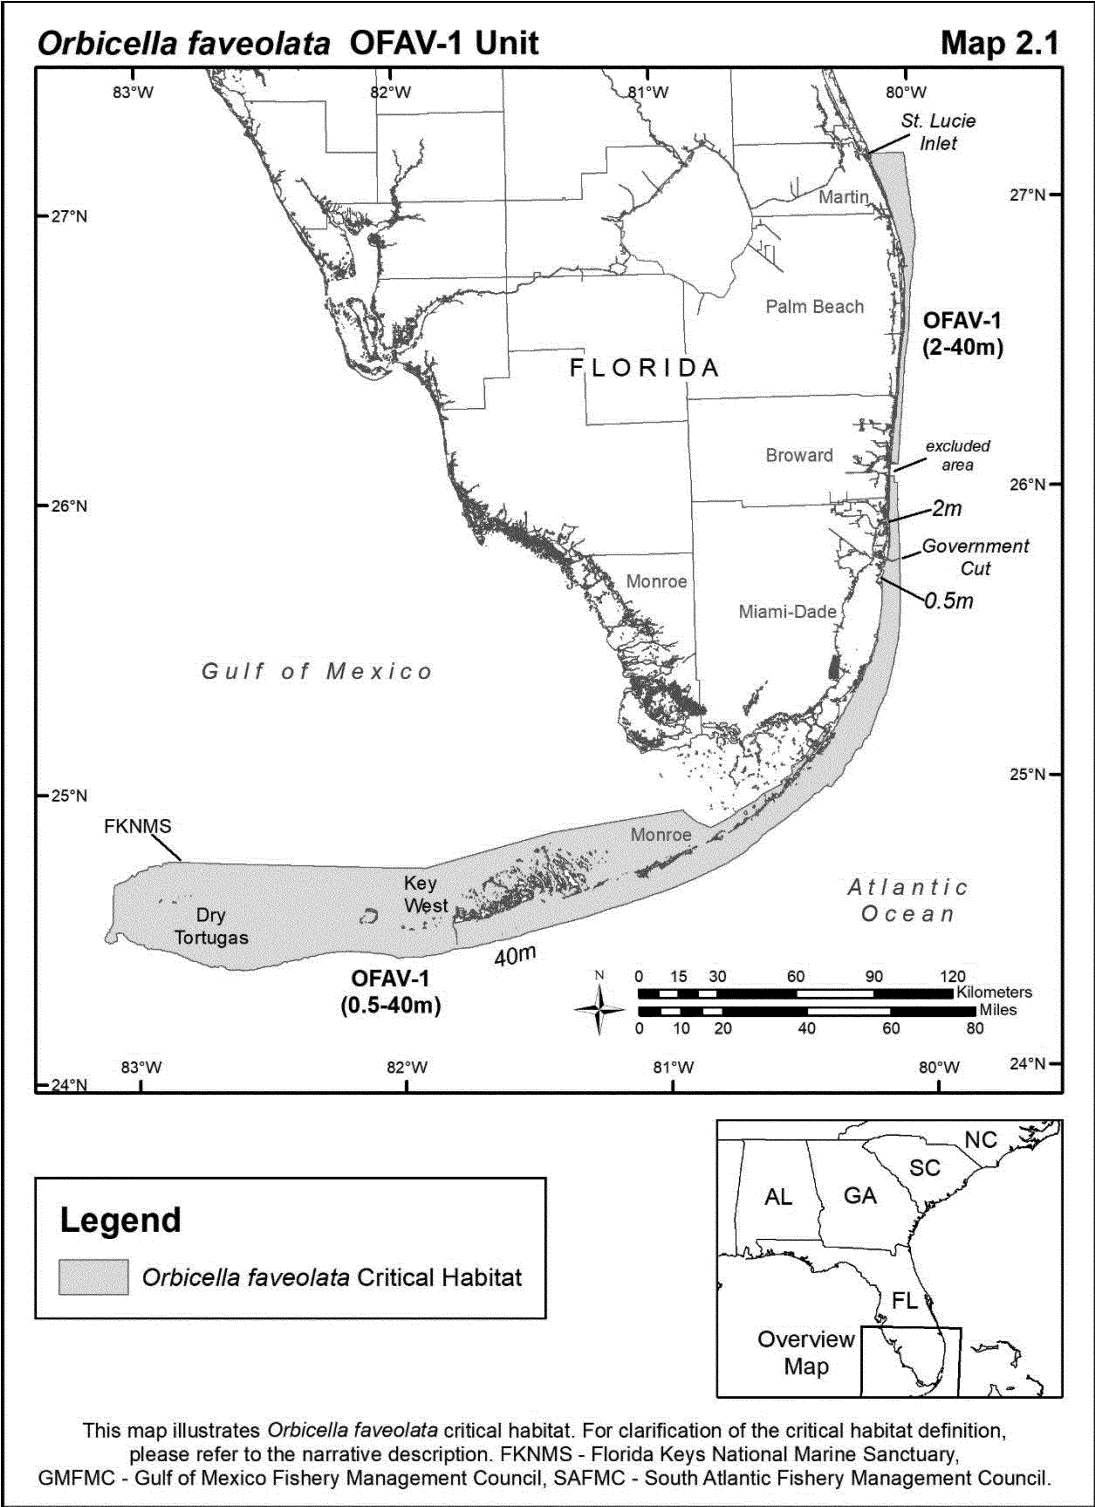 Orbicella faveolata OFAV-1 Unit
Map 2.1
83°W
82°W
81°W
80°W
St. Lucie
Inlet
27°N
27°N
Martin
Palm Beach
OFAV-1
(2-40m)
FLORIDA
Broward
excluded
area
26°N
26°N
2m
Government
Cut
Monroe
0.5m
Miami-Dade
Gulf of Mexico
25°N
25°N
FKNMS
Monroe
Key
West
Atlantic
Ocean
Dry
Tortugas
40m
OFAV-1
(0.5-40m)
N
0 15 30 60 90 120
Kilometers
Miles
0 10 20 40 60 80
83°W
82°W
81°W
80°W
24°N
24°N
NC
SC
AL
GA
FL
Overview
Map
Legend
Orbicella faveolata Critical Habitat
This map illustrates Orbicella faveolata critical habitat. For clarification of the critical habitat definition,
please refer to the narrative description. FKNMS - Florida Keys National Marine Sanctuary,
GMFMC - Gulf of Mexico Fishery Management Council, SAFMC - South Atlantic Fishery Management Council.